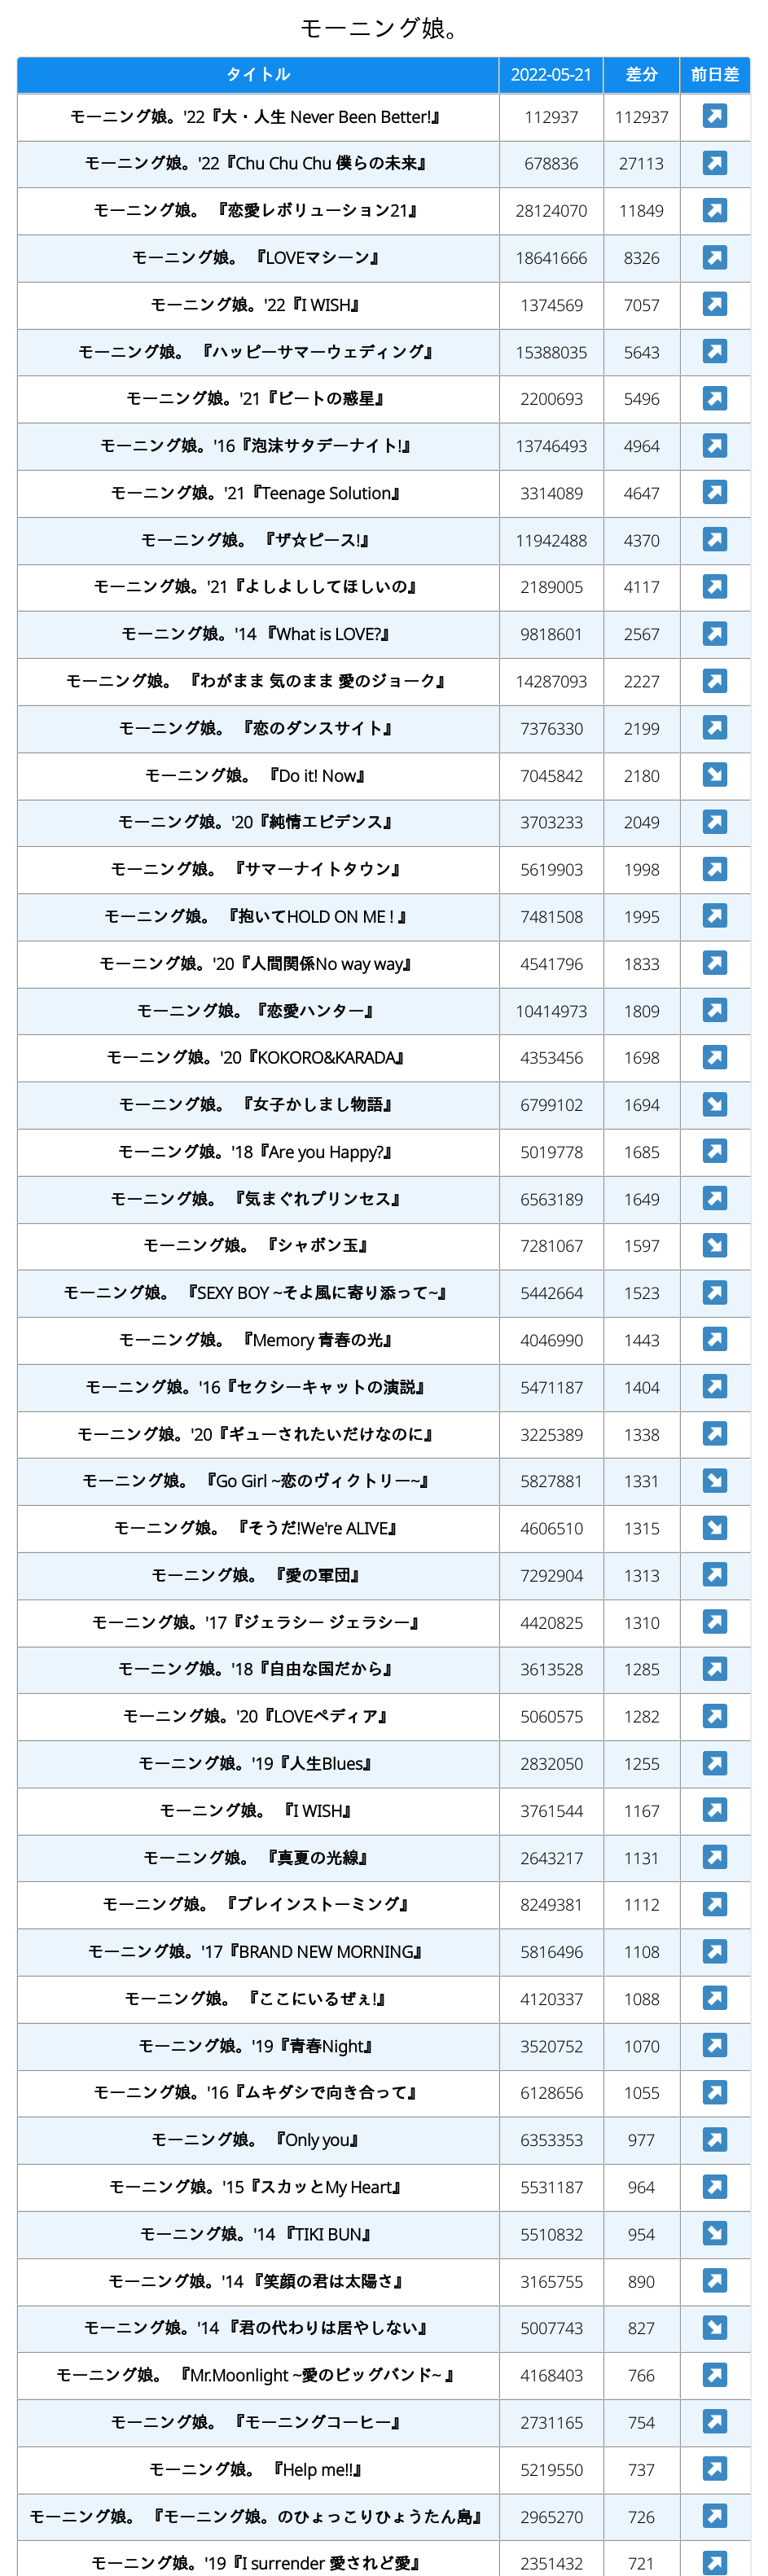 モーニング娘。
タイトル 2022-05-21 差分 前日差
モーニング娘。'22『大・人生 Never Been Better!』 112937 112937
モーニング娘。'22『Chu Chu Chu 僕らの未来』 678836 27113
モーニング娘。 『恋愛レボリューション21』 28124070 11849
モーニング娘。 『LOVEマシーン』 18641666 8326
モーニング娘。'22『I WISH』 1374569 7057
モーニング娘。 『ハッピーサマーウェディング』 15388035 5643
モーニング娘。'21『ビートの惑星』 2200693 5496
モーニング娘。'16『泡沫サタデーナイト!』 13746493 4964
モーニング娘。'21『Teenage Solution』 3314089 4647
モーニング娘。 『ザ☆ピース!』 11942488 4370
モーニング娘。'21『よしよししてほしいの』 2189005 4117
モーニング娘。'14 『What is LOVE?』 9818601 2567
モーニング娘。 『わがまま 気のまま 愛のジョーク』 14287093 2227
モーニング娘。 『恋のダンスサイト』 7376330 2199
モーニング娘。 『Do it! Now』 7045842 2180
モーニング娘。'20『純情エビデンス』 3703233 2049
モーニング娘。 『サマーナイトタウン』 5619903 1998
モーニング娘。 『抱いてHOLD ON ME ! 』 7481508 1995
モーニング娘。'20『人間関係No way way』 4541796 1833
モーニング娘。『恋愛ハンター』 10414973 1809
モーニング娘。'20『KOKORO&KARADA』 4353456 1698
モーニング娘。 『女子かしまし物語』 6799102 1694
モーニング娘。'18『Are you Happy?』 5019778 1685
モーニング娘。 『気まぐれプリンセス』 6563189 1649
モーニング娘。 『シャボン玉』 7281067 1597
モーニング娘。 『SEXY BOY ~そよ風に寄り添って~』 5442664 1523
モーニング娘。 『Memory 青春の光』 4046990 1443
モーニング娘。'16『セクシーキャットの演説』 5471187 1404
モーニング娘。'20『ギューされたいだけなのに』 3225389 1338
モーニング娘。 『Go Girl ~恋のヴィクトリー~』 5827881 1331
モーニング娘。 『そうだ!We're ALIVE』 4606510 1315
モーニング娘。 『愛の軍団』 7292904 1313
モーニング娘。'17『ジェラシー ジェラシー』 4420825 1310
モーニング娘。'18『自由な国だから』 3613528 1285
モーニング娘。'20『LOVEペディア』 5060575 1282
モーニング娘。'19『人生Blues』 2832050 1255
モーニング娘。 『I WISH』 3761544 1167
モーニング娘。 『真夏の光線』 2643217 1131
モーニング娘。 『ブレインストーミング』 8249381 1112
モーニング娘。'17『BRAND NEW MORNING』 5816496 1108
モーニング娘。 『ここにいるぜぇ!』 4120337 1088
モーニング娘。'19『青春Night』 3520752 1070
モーニング娘。'16『ムキダシで向き合って』 6128656 1055
モーニング娘。 『Only you』 6353353 977
モーニング娘。'15『スカッとMy Heart』 5531187 964
モーニング娘。'14 『TIKI BUN』 5510832 954
モーニング娘。'14 『笑顔の君は太陽さ』 3165755 890
モーニング娘。'14 『君の代わりは居やしない』 5007743 827
モーニング娘。 『Mr.Moonlight ~愛のビッグバンド~ 』 4168403 766
モーニング娘。 『モーニングコーヒー』 2731165 754
モーニング娘。 『Help me!!』 5219550 737
モーニング娘。 『モーニング娘。のひょっこりひょうたん島』 2965270 726
モーニング娘。'19『I surrender 愛されど愛』 2351432 721